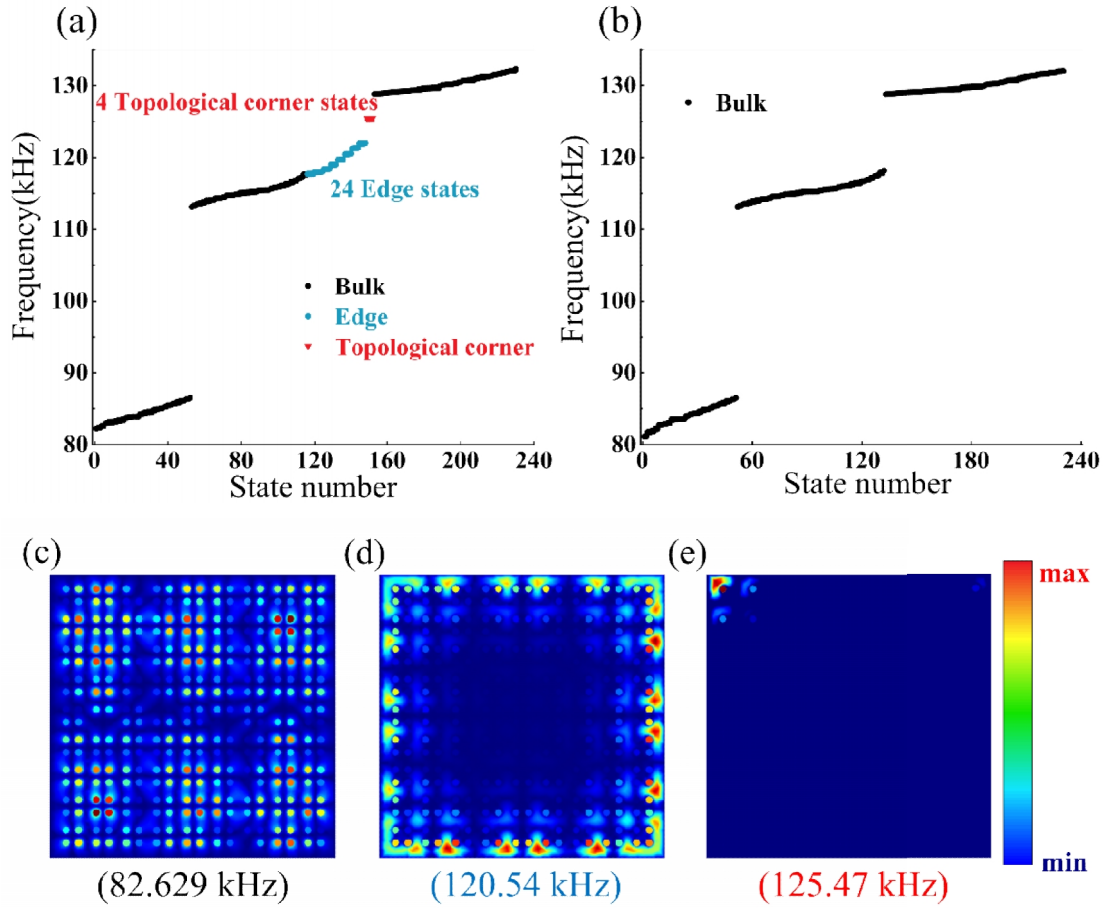 (a)
(b)
Frequency(kHz)
130
120
110
100
90
80
4 Topological corner states
24 Edge states
Bulk
Edge
Topological corner
0 40 80 120 160 200 240
State number
Frequency(kHz)
130
120
110
100
90
80
Bulk
0 60 120 180 240
State number
(c)
(d)
(e)
max
min
(82.629 kHz)
(120.54 kHz)
(125.47 kHz)